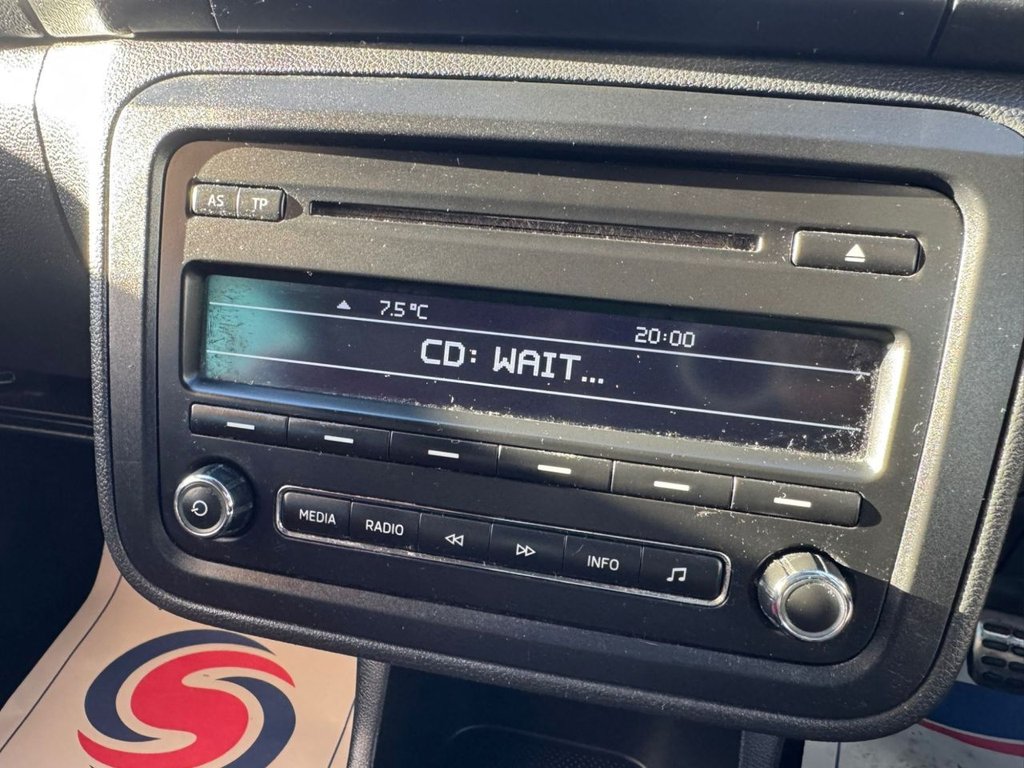 AS TP
7.5°C 20:00
CD: WAIT...
MEDIA RADIO INFO